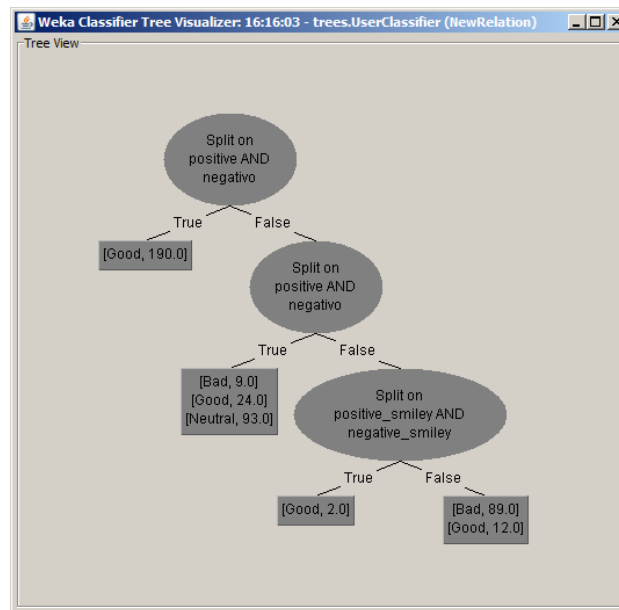 Weka Classifier Tree Visualizer: 16:16:03 - trees.UserClassifier (NewRelation)
Tree View
Split on
positive AND
negativo
True
False
[Good, 190.0]
Split on
positive AND
negativo
True
False
[Bad, 9.0]
[Good, 24.0]
[Neutral, 93.0]
Split on
positive_smiley AND
negative_smiley
True
False
[Good, 2.0]
[Bad, 89.0]
[Good, 12.0]